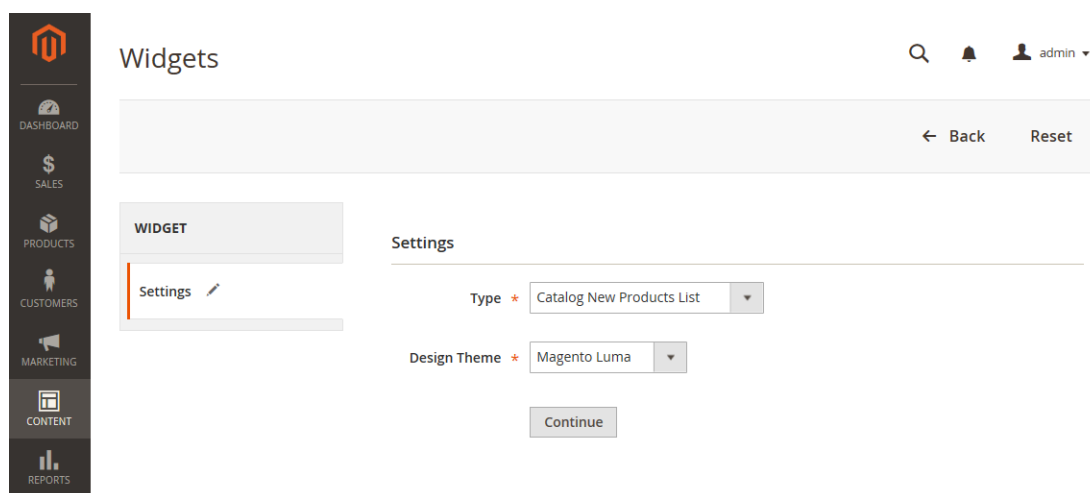 Widgets
admin
DASHBOARD
SALES
PRODUCTS
CUSTOMERS
MARKETING
CONTENT
REPORTS
← Back Reset
WIDGET
Settings
Settings
Type * Catalog New Products List
Design Theme * Magento Luma
Continue